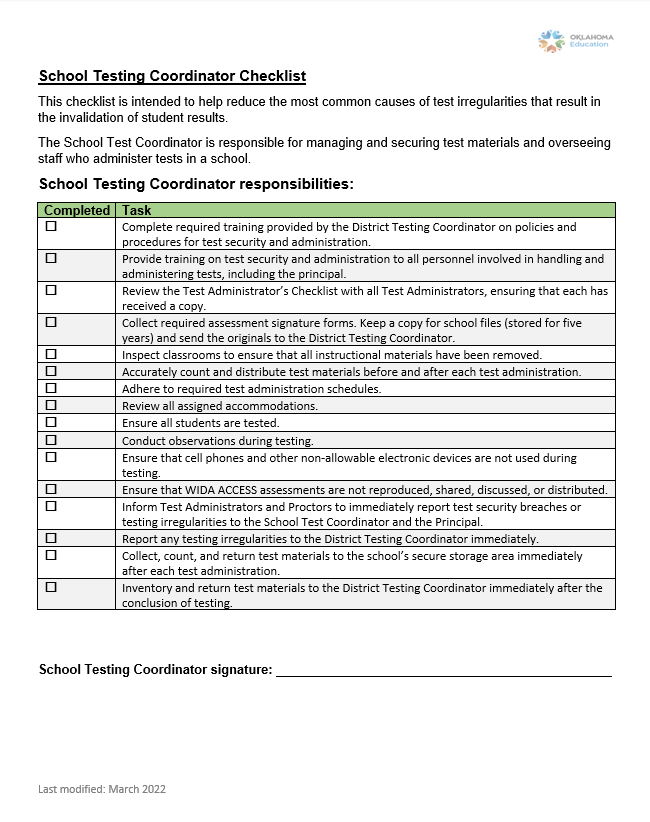 OKLAHOMA
Education
School Testing Coordinator Checklist
This checklist is intended to help reduce the most common causes of test irregularities that result in
the invalidation of student results.
The School Test Coordinator is responsible for managing and securing test materials and overseeing
staff who administer tests in a school.
School Testing Coordinator responsibilities:
Completed Task
☐ Complete required training provided by the District Testing Coordinator on policies and
procedures for test security and administration.
☐ Provide training on test security and administration to all personnel involved in handling and
administering tests, including the principal.
☐ Review the Test Administrator’s Checklist with all Test Administrators, ensuring that each has
received a copy.
☐ Collect required assessment signature forms. Keep a copy for school files (stored for five
years) and send the originals to the District Testing Coordinator.
☐ Inspect classrooms to ensure that all instructional materials have been removed.
☐ Accurately count and distribute test materials before and after each test administration.
☐ Adhere to required test administration schedules.
☐ Review all assigned accommodations.
☐ Ensure all students are tested.
☐ Conduct observations during testing.
☐ Ensure that cell phones and other non-allowable electronic devices are not used during
testing.
☐ Ensure that WIDA ACCESS assessments are not reproduced, shared, discussed, or distributed.
☐ Inform Test Administrators and Proctors to immediately report test security breaches or
testing irregularities to the School Test Coordinator and the Principal.
☐ Report any testing irregularities to the District Testing Coordinator immediately.
☐ Collect, count, and return test materials to the school’s secure storage area immediately
after each test administration.
☐ Inventory and return test materials to the District Testing Coordinator immediately after the
conclusion of testing.
School Testing Coordinator signature:
Last modified: March 2022